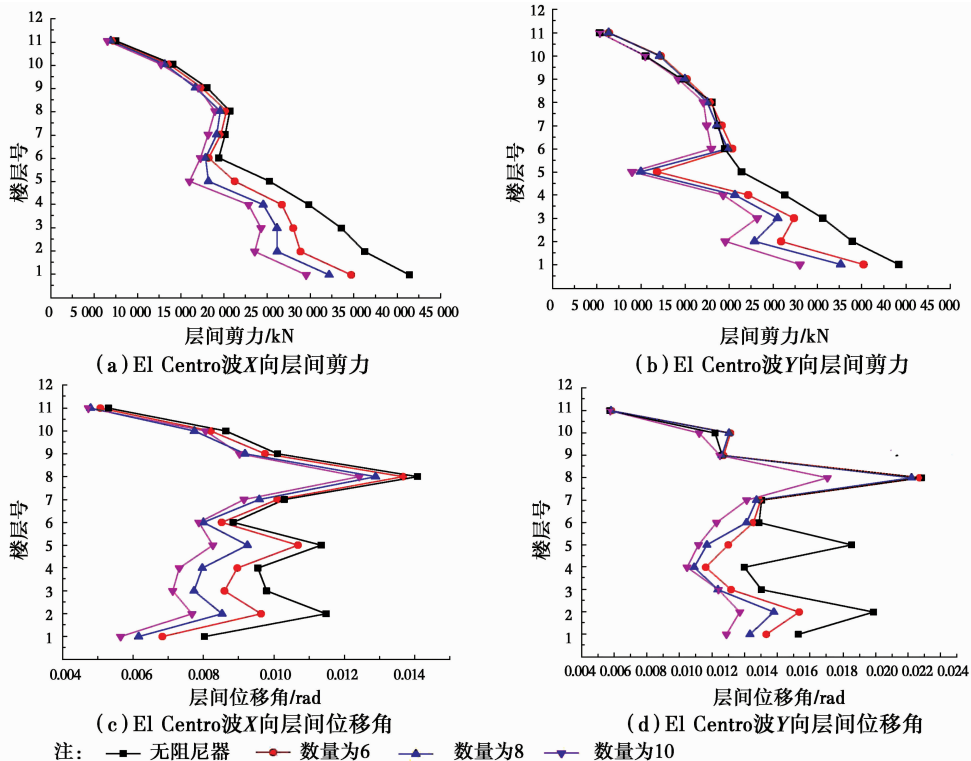 12
11
10
9
8
7
6
5
4
3
2
1
楼层号
0 5 000 10 000 15 000 20 000 25 000 30 000 35 000 40 000 45 000
层间剪力/kN
(a)El Centro波X向层间剪力
12
11
10
9
8
7
6
5
4
3
2
1
楼层号
0 5 000 10 000 15 000 20 000 25 000 30 000 35 000 40 000 45 000 50 000
层间剪力/kN
(b)El Centro波Y向层间剪力
12
11
10
9
8
7
6
5
4
3
2
1
楼层号
0.004 0.006 0.008 0.010 0.012 0.014
层间位移角/rad
(c)El Centro波X向层间位移角
12
11
10
9
8
7
6
5
4
3
2
1
楼层号
0.004 0.006 0.008 0.010 0.012 0.014 0.016 0.018 0.020 0.022 0.024
层间位移角/rad
(d)El Centro波Y向层间位移角
注: 无阻尼器 数量为6 数量为8 数量为10